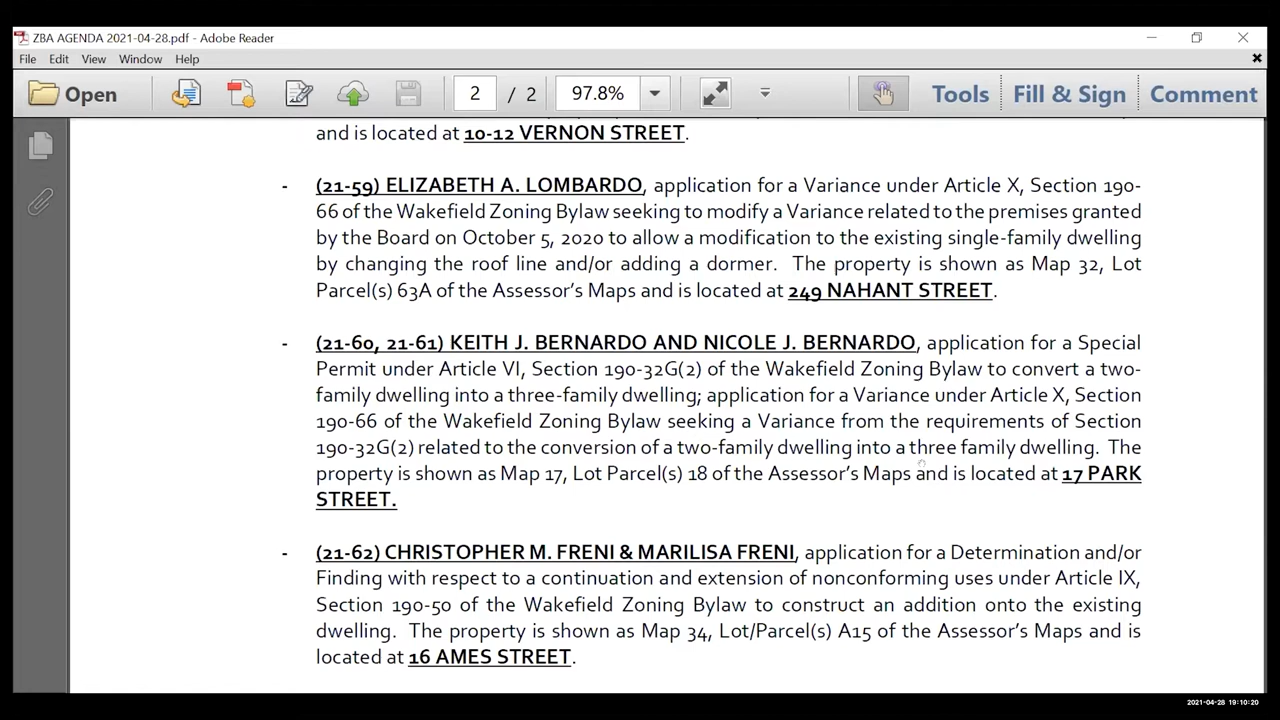 ZBA AGENDA 2021-04-28.pdf - Adobe Reader
File Edit View Window Help
Open 2 / 2 97.8% Tools Fill & Sign Comment
and is located at 10-12 VERNON STREET.
- (21-59) ELIZABETH A. LOMBARDO, application for a Variance under Article X, Section 190-
66 of the Wakefield Zoning Bylaw seeking to modify a Variance related to the premises granted
by the Board on October 5, 2020 to allow a modification to the existing single-family dwelling
by changing the roof line and/or adding a dormer. The property is shown as Map 32, Lot
Parcel(s) 63A of the Assessor's Maps and is located at 249 NAHANT STREET.
- (21-60, 21-61) KEITH J. BERNARDO AND NICOLE J. BERNARDO, application for a Special
Permit under Article VI, Section 190-32G(2) of the Wakefield Zoning Bylaw to convert a two-
family dwelling into a three-family dwelling; application for a Variance under Article X, Section
190-66 of the Wakefield Zoning Bylaw seeking a Variance from the requirements of Section
190-32G(2) related to the conversion of a two-family dwelling into a three family dwelling. The
property is shown as Map 17, Lot Parcel(s) 18 of the Assessor's Maps and is located at 17 PARK
STREET.
- (21-62) CHRISTOPHER M. FRENI & MARILISA FRENI, application for a Determination and/or
Finding with respect to a continuation and extension of nonconforming uses under Article IX,
Section 190-50 of the Wakefield Zoning Bylaw to construct an addition onto the existing
dwelling. The property is shown as Map 34, Lot/Parcel(s) A15 of the Assessor's Maps and is
located at 16 AMES STREET.
2021-04-28 19:10:20